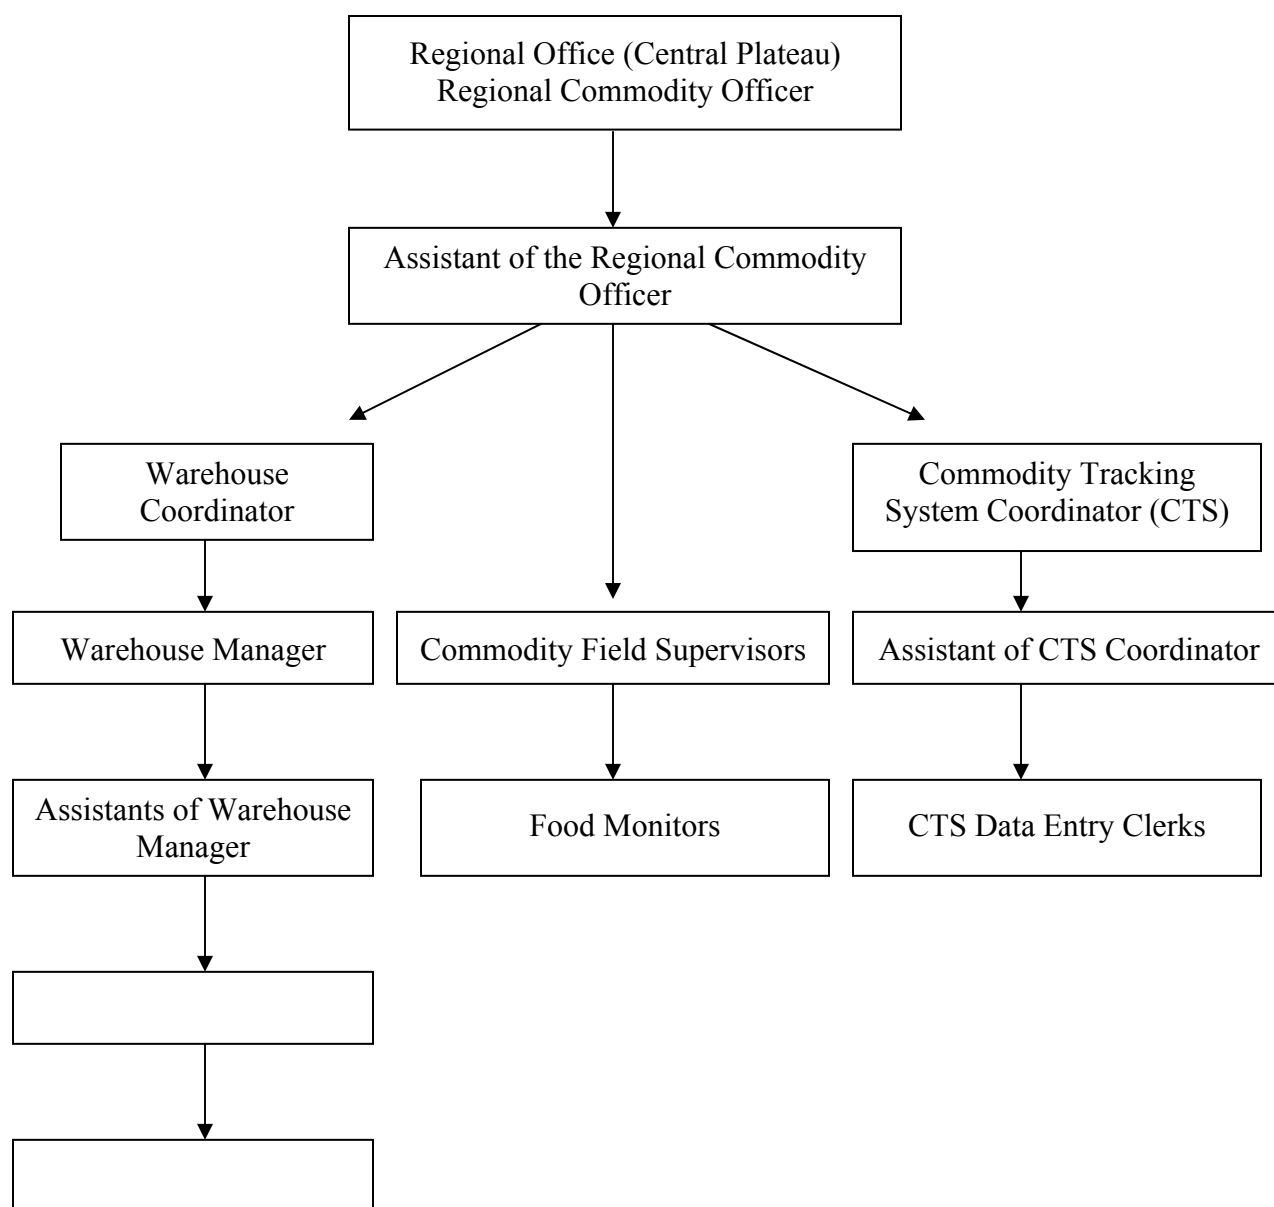 Regional Office (Central Plateau)
Regional Commodity Officer
Assistant of the Regional Commodity
Officer
Warehouse
Coordinator
Commodity Tracking
System Coordinator (CTS)
Warehouse Manager
Commodity Field Supervisors
Assistant of CTS Coordinator
Assistants of Warehouse
Manager
Food Monitors
CTS Data Entry Clerks